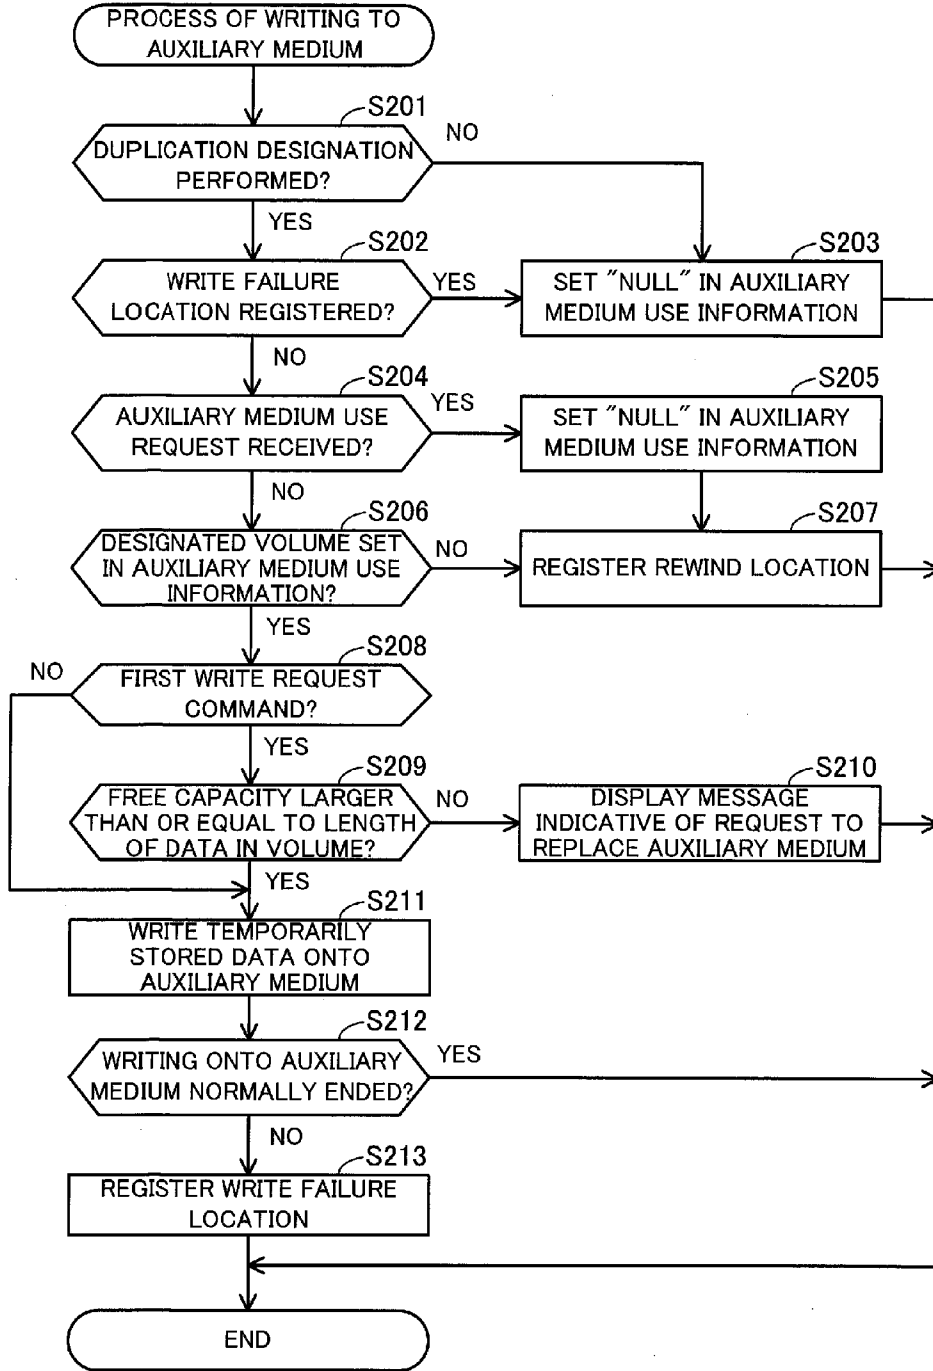 PROCESS OF WRITING TO
AUXILIARY MEDIUM
S201
DUPLICATION DESIGNATION
PERFORMED?
NO
YES
S202
WRITE FAILURE
LOCATION REGISTERED?
YES
NO
S203
SET "NULL" IN AUXILIARY
MEDIUM USE INFORMATION
S204
AUXILIARY MEDIUM USE
REQUEST RECEIVED?
YES
NO
S205
SET "NULL" IN AUXILIARY
MEDIUM USE INFORMATION
S206
DESIGNATED VOLUME SET
IN AUXILIARY MEDIUM USE
INFORMATION?
NO
YES
S207
REGISTER REWIND LOCATION
S208
FIRST WRITE REQUEST
COMMAND?
NO
YES
S209
FREE CAPACITY LARGER
THAN OR EQUAL TO LENGTH
OF DATA IN VOLUME?
NO
YES
S210
DISPLAY MESSAGE
INDICATIVE OF REQUEST TO
REPLACE AUXILIARY MEDIUM
S211
WRITE TEMPORARILY
STORED DATA ONTO
AUXILIARY MEDIUM
S212
WRITING ONTO AUXILIARY
MEDIUM NORMALLY ENDED?
YES
NO
S213
REGISTER WRITE FAILURE
LOCATION
END